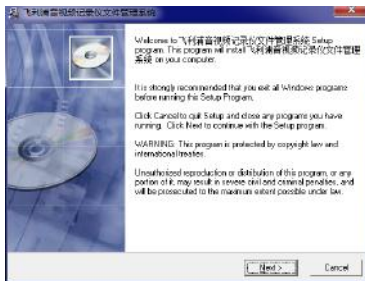 飞利浦音视频记录仪文件管理系统
Welcome to 飞利浦音视频记录仪文件管理系统 Setup
program. This program will install 飞利浦音视频记录仪文件管理
系统 on your computer.
It is strongly recommended that you exit all Windows programs
before running this Setup Program.
Click Cancel to quit Setup and close any programs you have
running. Click Next to continue with the Setup program.
WARNING: This program is protected by copyright law and
international treaties.
Unauthorized reproduction or distribution of this program, or any
portion of it, may result in severe civil and criminal penalties, and
will be prosecuted to the maximum extent possible under law.
Next >
Cancel